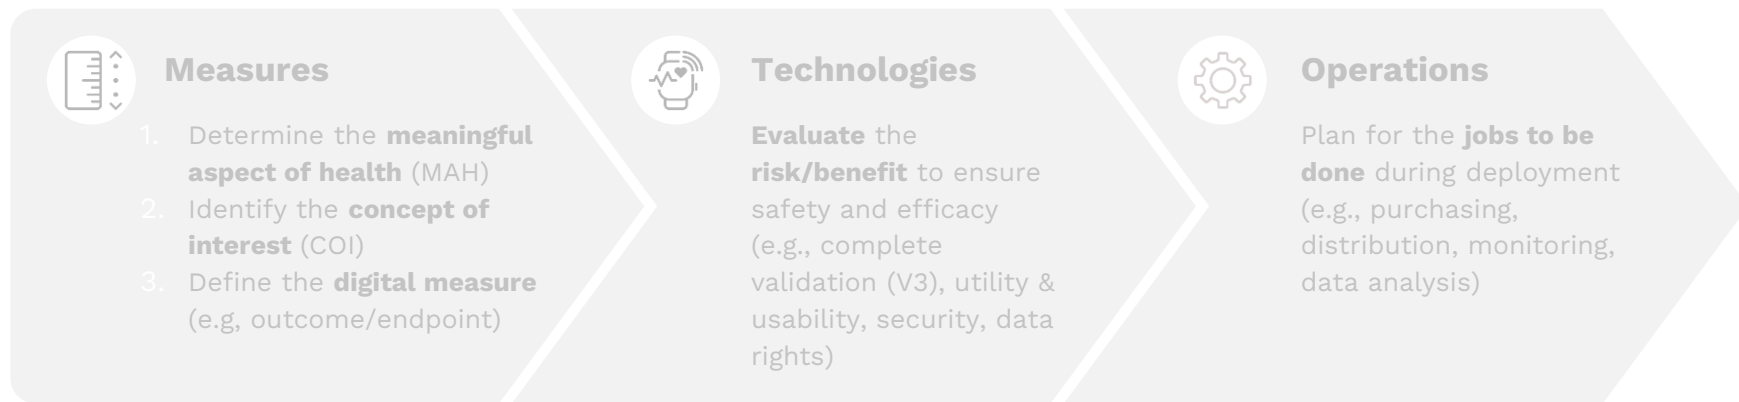 Measures
1. Determine the meaningful
aspect of health (MAH)
2. Identify the concept of
interest (COI)
3. Define the digital measure
(e.g, outcome/endpoint)
Technologies
Evaluate the
risk/benefit to ensure
safety and efficacy
(e.g., complete
validation (V3), utility &
usability, security, data
rights)
Operations
Plan for the jobs to be
done during deployment
(e.g., purchasing,
distribution, monitoring,
data analysis)